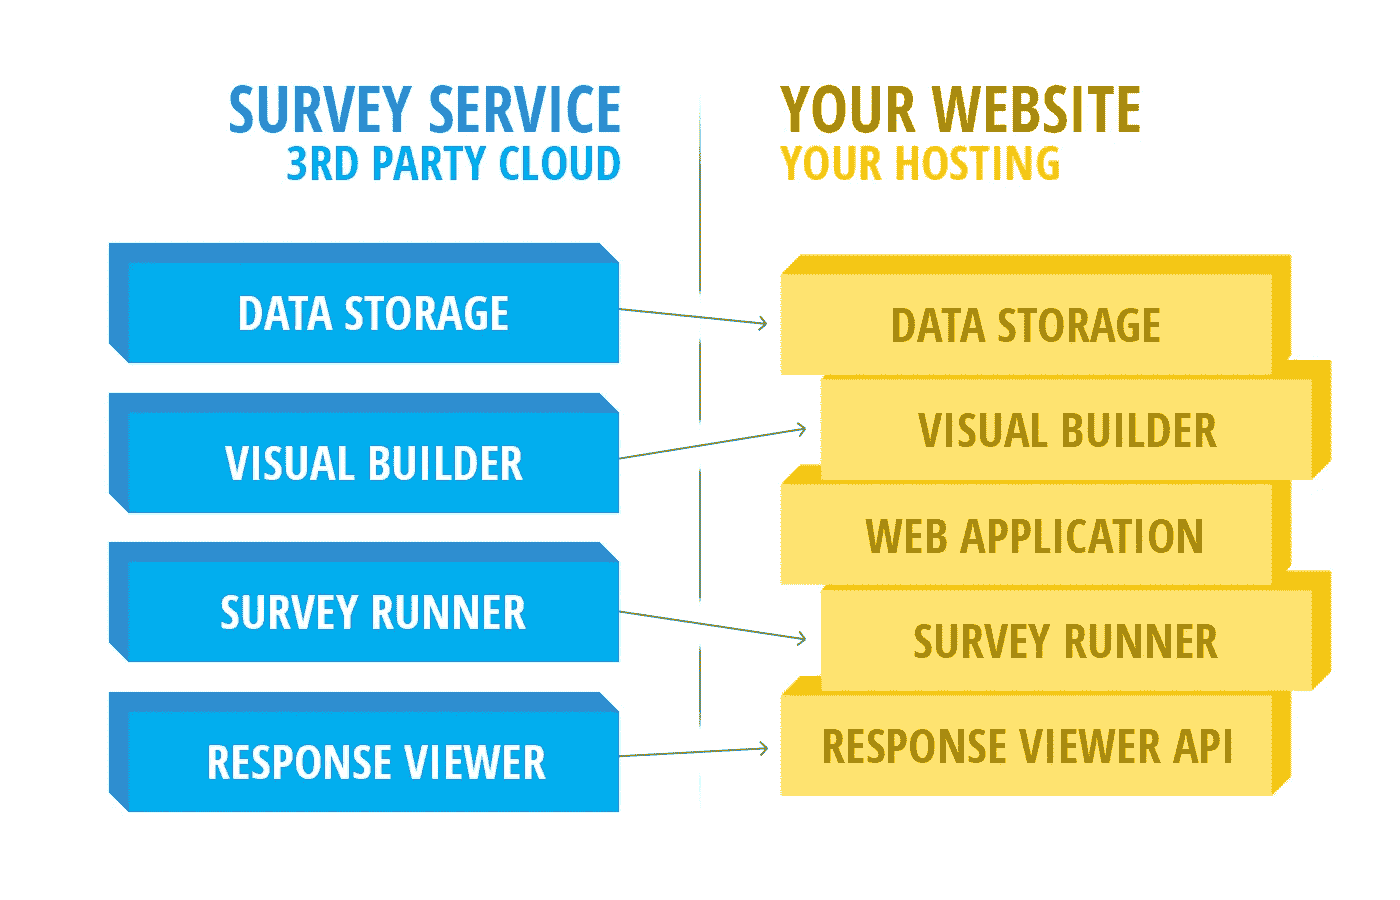 SURVEY SERVICE
3RD PARTY CLOUD
DATA STORAGE
VISUAL BUILDER
SURVEY RUNNER
RESPONSE VIEWER
YOUR WEBSITE
YOUR HOSTING
DATA STORAGE
VISUAL BUILDER
WEB APPLICATION
SURVEY RUNNER
RESPONSE VIEWER API